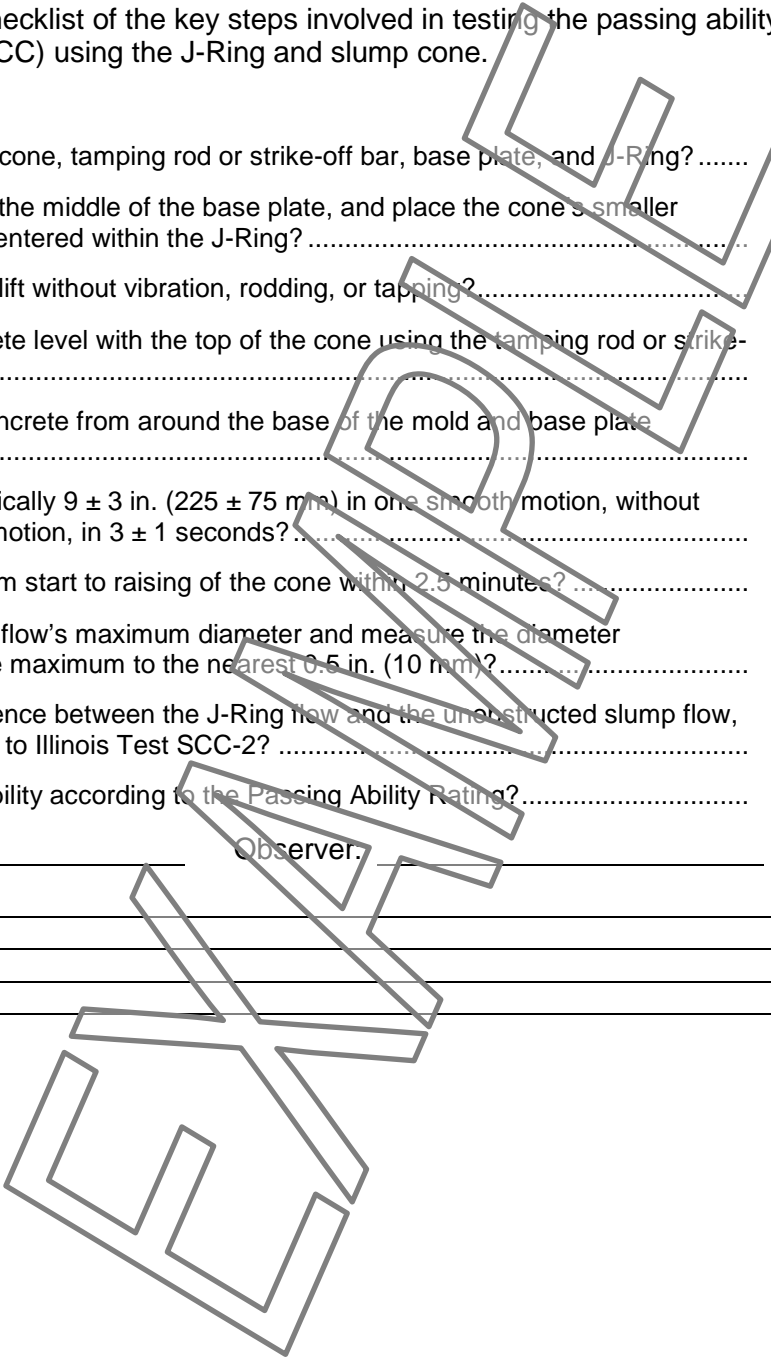 hecklist of the key steps involved in testing the passing ability
CC) using the J-Ring and slump cone.
cone, tamping rod or strike-off bar, base plate, and J-Ring? .......
the middle of the base plate, and place the cone's smaller
entered within the J-Ring? ................................................................
lift without vibration, rodding, or tapping?.....................................
ete level with the top of the cone using the tamping rod or strike-
................................................................................................
ncrete from around the base of the mold and base plate
................................................................................................
ically 9 ± 3 in. (225 ± 75 mm) in one smooth motion, without
motion, in 3 ± 1 seconds? ................................................................
m start to raising of the cone within 2.5 minutes? ........................
flow's maximum diameter and measure the diameter
e maximum to the nearest 0.5 in. (10 mm)?...................................
ence between the J-Ring flow and the unobstructed slump flow,
to Illinois Test SCC-2? ................................................................
bility according to the Passing Ability Rating?................................
Observer:
EXAMPLE